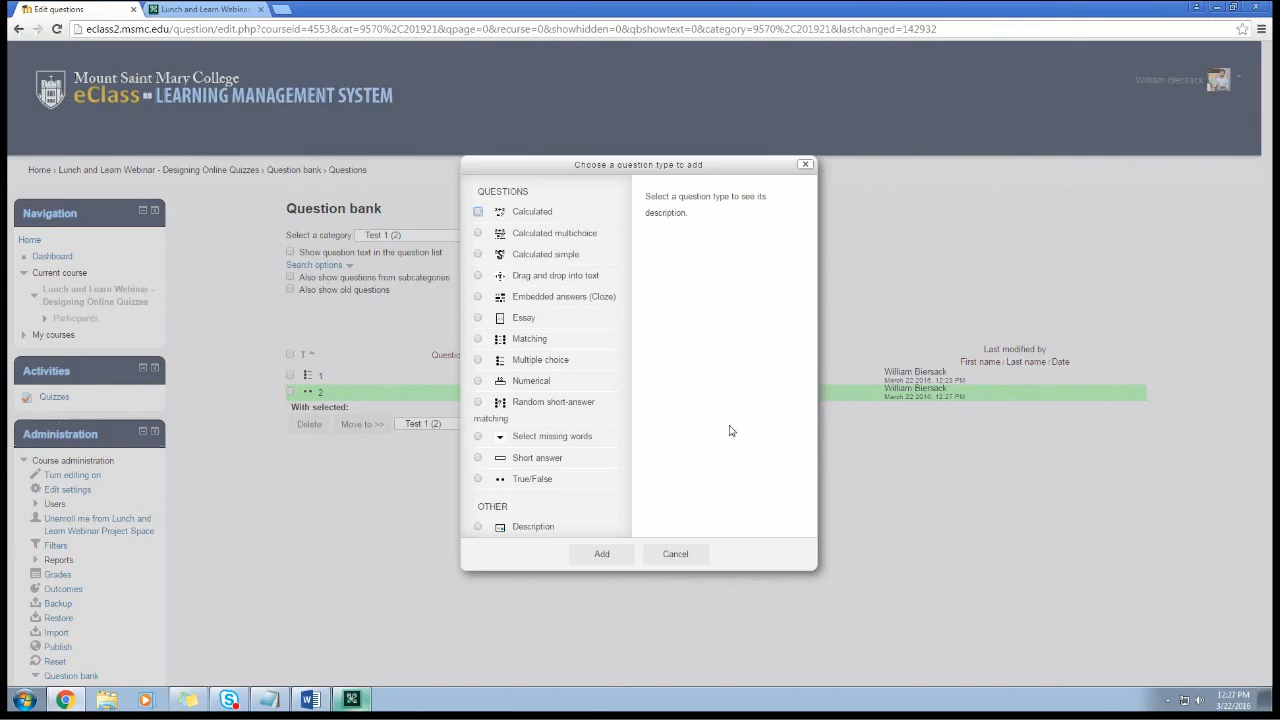 Edit questions
Lunch and Learn Webinar
eclass2.msmc.edu/question/edit.php?courseid=4553&cat=9570%2C201921&qpage=0&recurse=0&showhidden=0&qbshowtext=0&category=9570%2C201921&lastchanged=142932
Mount Saint Mary College
eClass LEARNING MANAGEMENT SYSTEM
William Biersack
Home › Lunch and Learn Webinar - Designing Online Quizzes › Question bank › Questions
Navigation
Home
Dashboard
Current course
Lunch and Learn Webinar -
Designing Online Quizzes
Participants
My courses
Activities
Quizzes
Administration
Course administration
Turn editing on
Edit settings
Users
Unenroll me from Lunch and
Learn Webinar Project Space
Filters
Reports
Grades
Outcomes
Backup
Restore
Import
Publish
Reset
Question bank
Question bank
Select a category: Test 1 (2)
Show question text in the question list
Search options
Also show questions from subcategories
Also show old questions
T
1
2
With selected:
Delete Move to >> Test 1 (2)
Last modified by
First name / Last name / Date
William Biersack
March 22 2016, 12:23 PM
William Biersack
March 22 2016, 12:27 PM
Choose a question type to add
QUESTIONS
Calculated
Calculated multichoice
Calculated simple
Drag and drop into text
Embedded answers (Cloze)
Essay
Matching
Multiple choice
Numerical
Random short-answer
matching
Select missing words
Short answer
True/False
OTHER
Description
Select a question type to see its
description.
Add Cancel
12:27 PM
3/22/2016